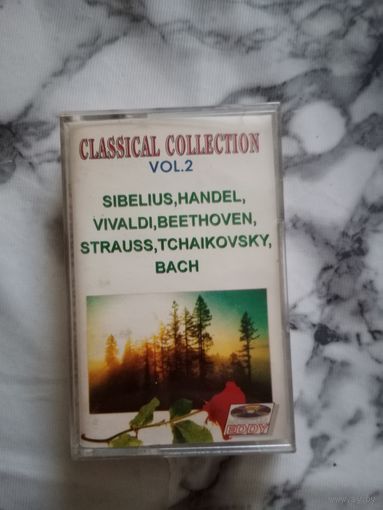 CLASSICAL COLLECTION
VOL.2
SIBELIUS,HANDEL,
VIVALDI,BEETHOVEN,
STRAUSS,TCHAIKOVSKY,
BACH
EDDY